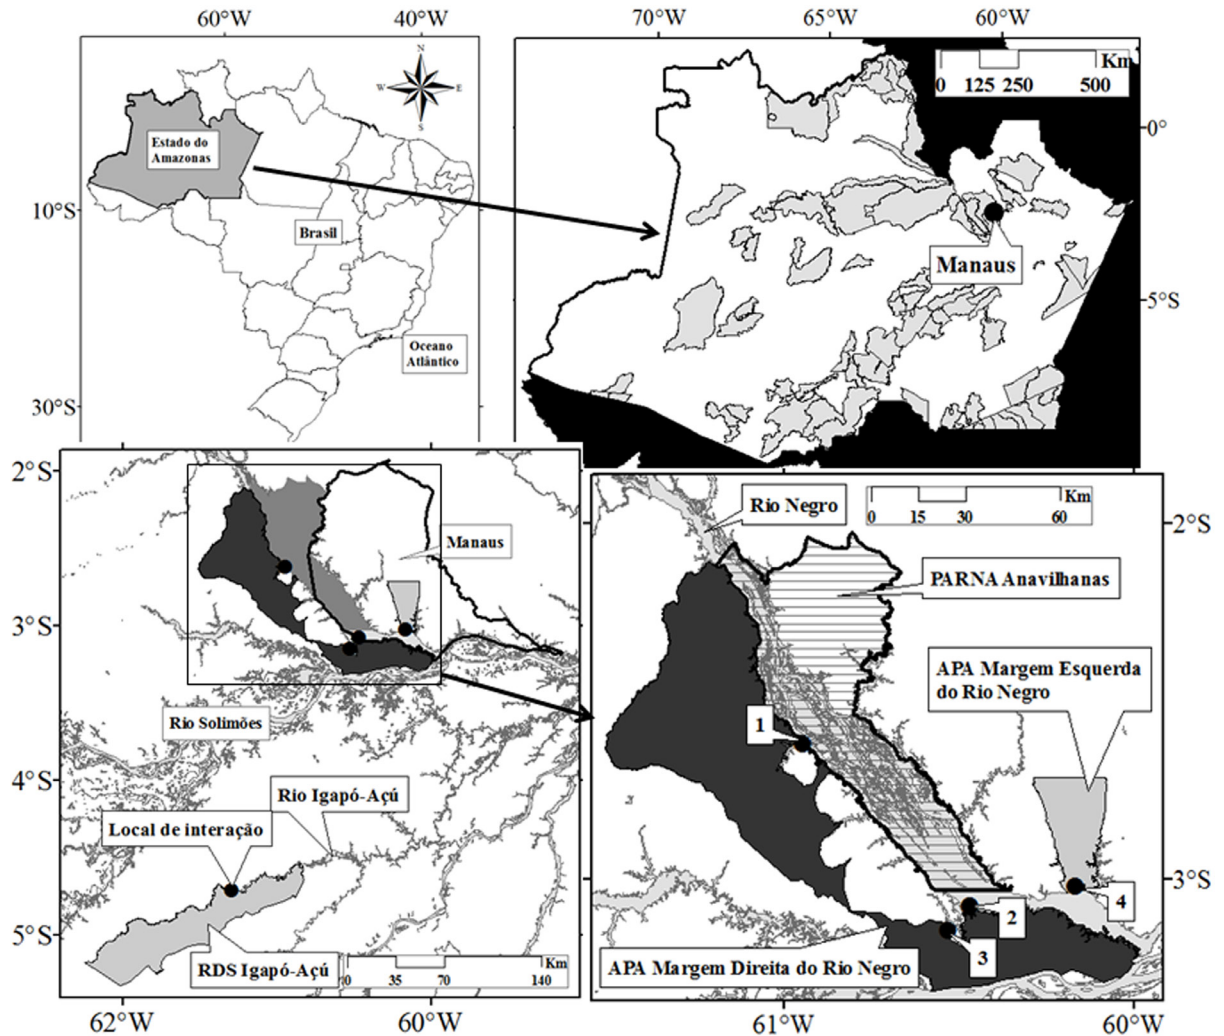 60°W
40°W
N
W
E
S
Estado do
Amazonas
Brasil
Oceano
Atlântico
10°S
30°S
70°W
65°W
60°W
Km
0 125 250 500
0°
5°S
Manaus
2°S
3°S
4°S
5°S
62°W
60°W
Manaus
Rio Solimões
Rio Igapó-Açú
Local de interação
RDS Igapó-Açú
Km
0 35 70 140
Rio Negro
Km
0 15 30 60
2°S
PARNA Anavilhanas
APA Margem Esquerda
do Rio Negro
1
2
3
4
3°S
APA Margem Direita do Rio Negro
61°W
60°W